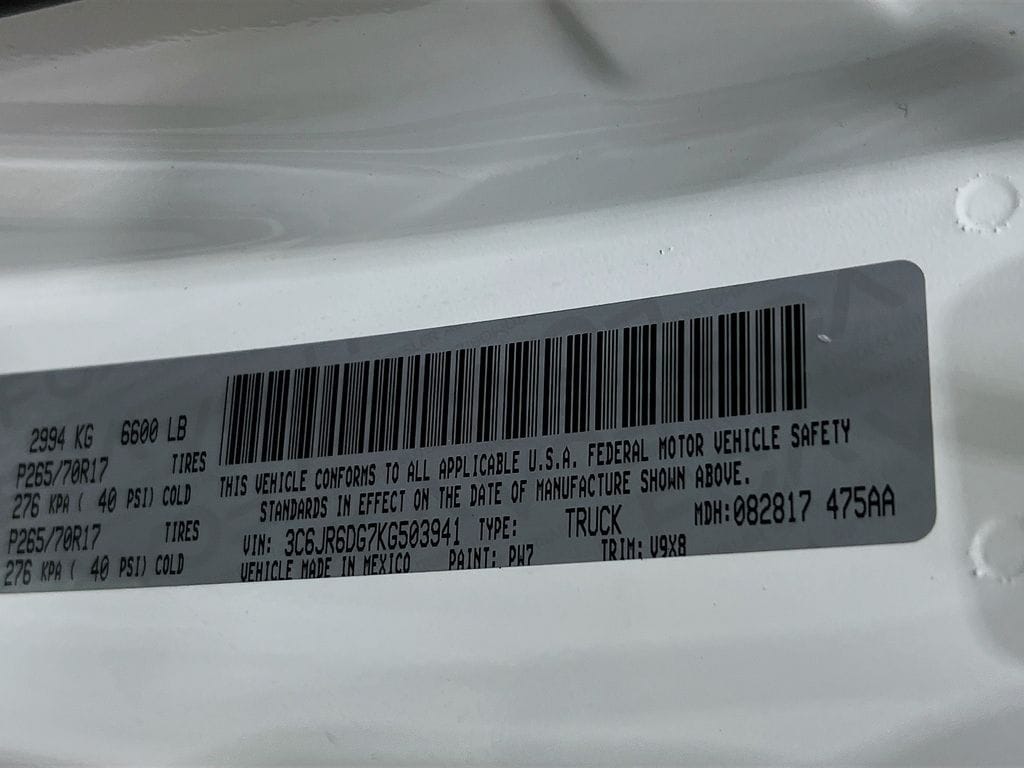 2994 KG 6600 LB
P265/70R17 TIRES
276 KPA ( 40 PSI) COLD
P265/70R17 TIRES
276 KPA ( 40 PSI) COLD
THIS VEHICLE CONFORMS TO ALL APPLICABLE U.S.A. FEDERAL MOTOR VEHICLE SAFETY
STANDARDS IN EFFECT ON THE DATE OF MANUFACTURE SHOWN ABOVE.
VIN: 3C6JR6DG7KG503941 TYPE: TRUCK MDH:082817 475AA
VEHICLE MADE IN MEXICO PAINT: PW7 TRIM: V9X8